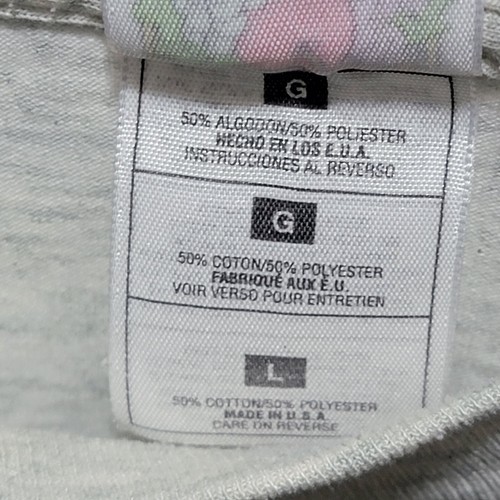 G
50% ALGODON/50% POLIESTER
HECHO EN LOS E.U.A.
INSTRUCCIONES AL REVERSO
G
50% COTON/50% POLYESTER
FABRIQUÉ AUX É.U.
VOIR VERSO POUR ENTRETIEN
L
50% COTTON/50% POLYESTER
MADE IN U.S.A.
CARE ON REVERSE